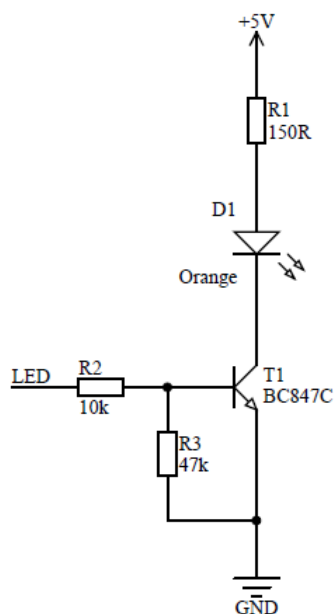 +5V
R1
150R
D1
Orange
LED
R2
10k
T1
BC847C
R3
47k
GND